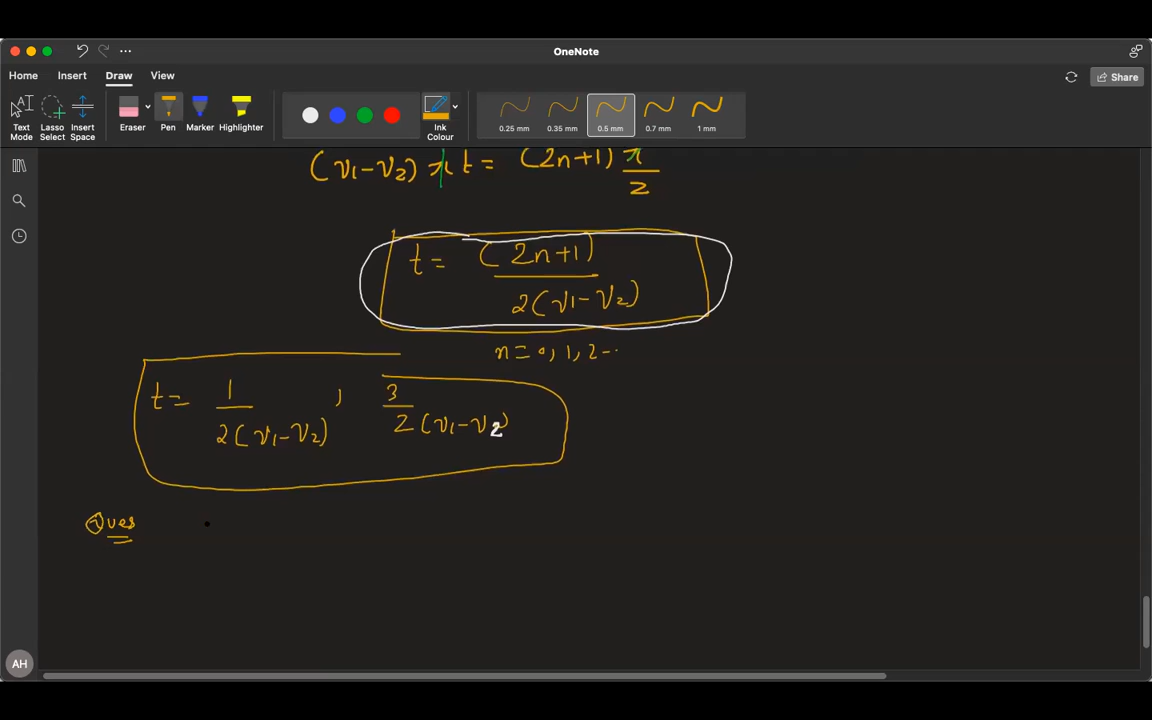 OneNote
Home Insert Draw View
Share
Text Mode
Lasso Select
Insert Space
Eraser
Pen
Marker
Highlighter
Ink Colour
0.25 mm
0.35 mm
0.5 mm
0.7 mm
1 mm
(ν1-ν2) π t = (2n+1) π/2
t = (2n+1) / 2(ν1-ν2)
n = 0, 1, 2 --
t = 1 / 2(ν1-ν2) , 3 / 2(ν1-ν2)
Ques
AH